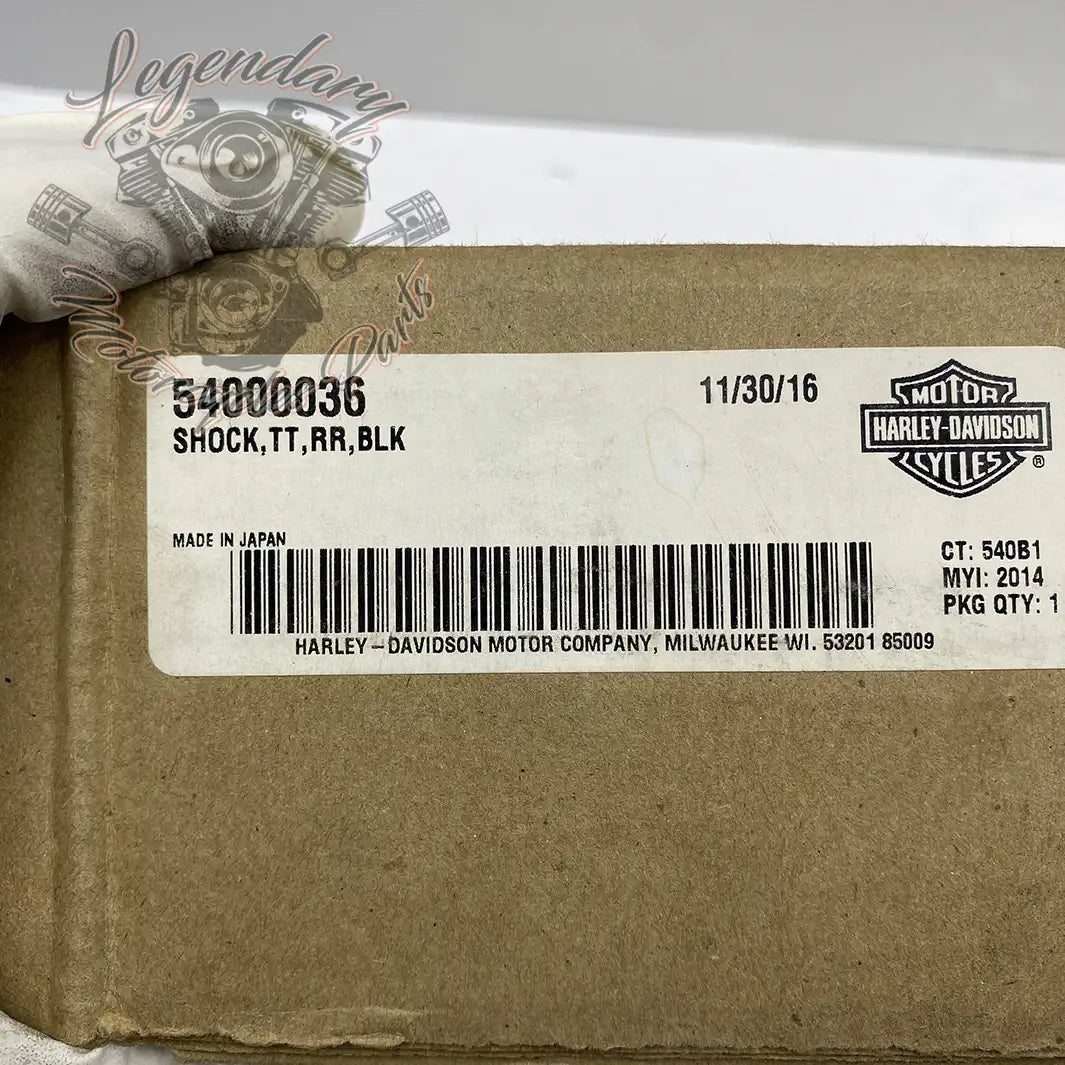 Legendary
Motorcycle Parts
54000036
SHOCK,TT,RR,BLK
11/30/16
MOTOR
HARLEY-DAVIDSON
CYCLES
®
MADE IN JAPAN
CT: 540B1
MYI: 2014
PKG QTY: 1
HARLEY-DAVIDSON MOTOR COMPANY, MILWAUKEE WI. 53201 85009